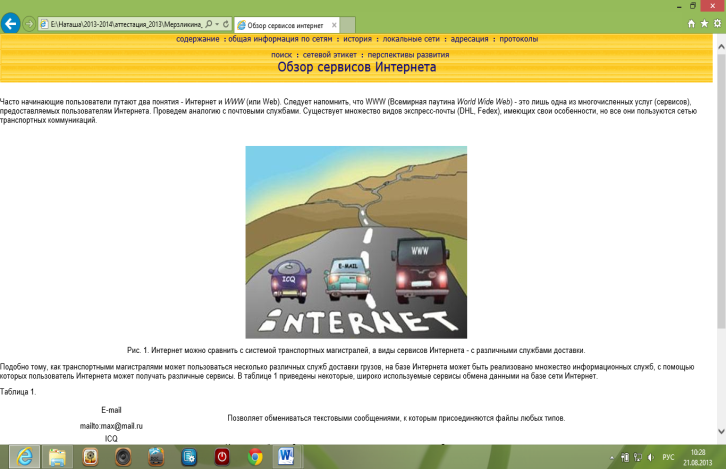 E:\Наташа\2013-2014\аттестация_2013\Мерзликина_
Обзор сервисов интернет
содержание : общая информация по сетям : история : локальные сети : адресация : протоколы
поиск : сетевой этикет : перспективы развития
Обзор сервисов Интернета
Часто начинающие пользователи путают два понятия - Интернет и WWW (или Web). Следует напомнить, что WWW (Всемирная паутина World Wide Web) - это лишь одна из многочисленных услуг (сервисов),
предоставляемых пользователям Интернета. Проведем аналогию с почтовыми службами. Существует множество видов экспресс-почты (DHL, Fedex), имеющих свои особенности, но все они пользуются сетью
транспортных коммуникаций.
ICQ
E-MAIL
WWW
INTERNET
Рис. 1. Интернет можно сравнить с системой транспортных магистралей, а виды сервисов Интернета - с различными службами доставки.
Подобно тому, как транспортными магистралями может пользоваться несколько различных служб доставки грузов, на базе Интернета может быть реализовано множество информационных служб, с помощью
которых пользователь Интернета может получать различные сервисы. В таблице 1 приведены некоторые, широко используемые сервисы обмена данными на базе сети Интернет.
Таблица 1.
E-mail
mailto:max@mail.ru
Позволяет обмениваться текстовыми сообщениями, к которым присоединяются файлы любых типов.
ICQ
РУС
10:28
21.08.2013